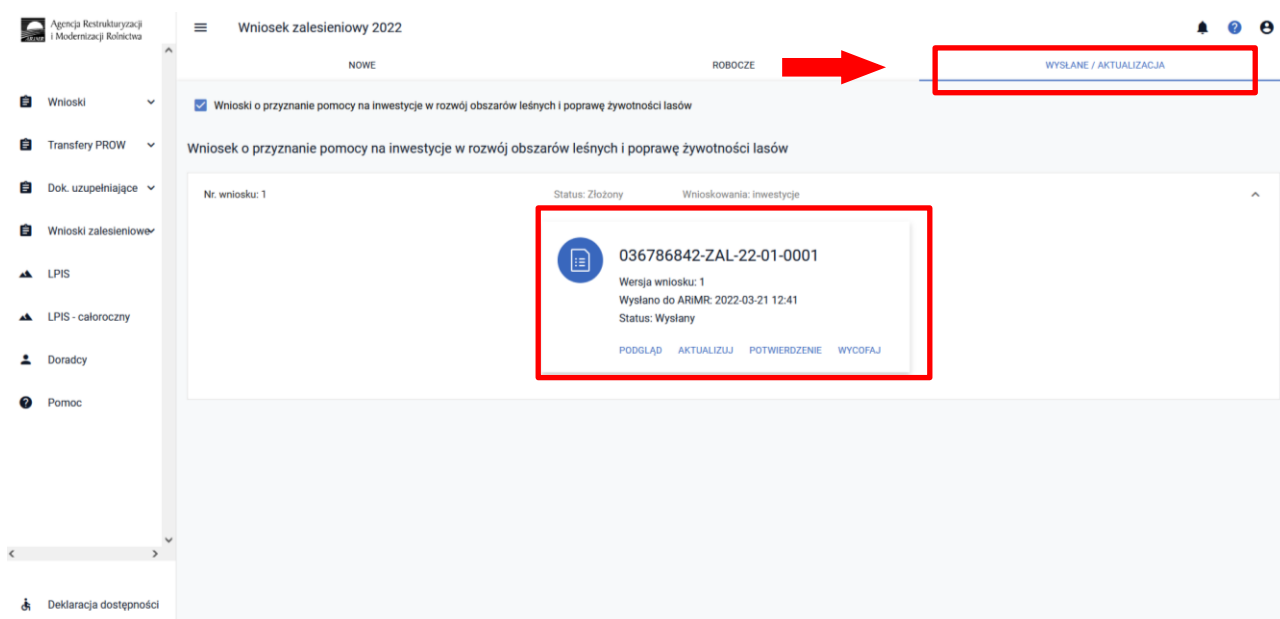 Agencja Restrukturyzacji
i Modernizacji Rolnictwa
Wniosek zalesieniowy 2022
NOWE
ROBOCZE
WYSŁANE / AKTUALIZACJA
Wnioski
Transfery PROW
Dok. uzupełniające
Wnioski zalesieniowe
LPIS
LPIS - całoroczny
Doradcy
Pomoc
Deklaracja dostępności
Wnioski o przyznanie pomocy na inwestycje w rozwój obszarów leśnych i poprawę żywotności lasów
Wniosek o przyznanie pomocy na inwestycje w rozwój obszarów leśnych i poprawę żywotności lasów
Nr. wniosku: 1 Status: Złożony Wnioskowania: inwestycje
036786842-ZAL-22-01-0001
Wersja wniosku: 1
Wysłano do ARiMR: 2022-03-21 12:41
Status: Wysłany
PODGLĄD AKTUALIZUJ POTWIERDZENIE WYCOFAJ